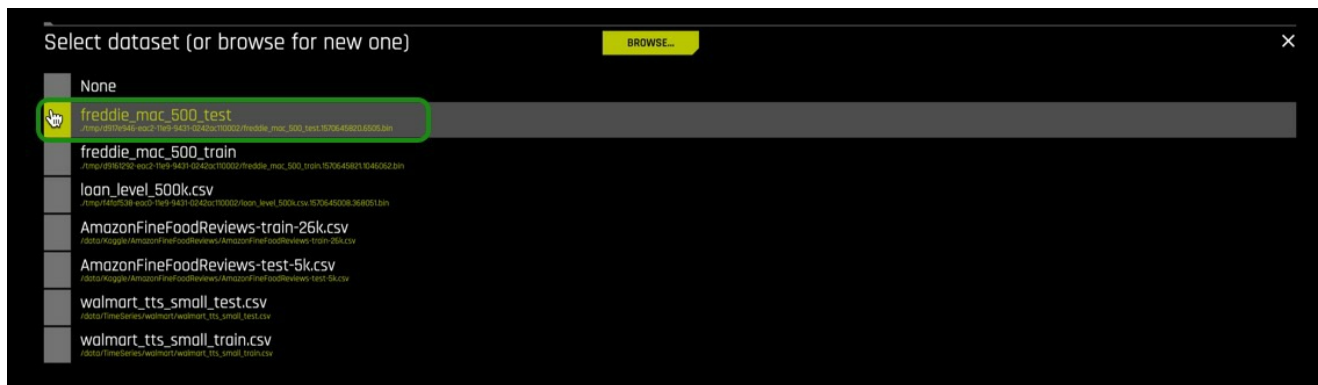 Select dataset (or browse for new one)
BROWSE...
None
freddie_mac_500_test
./tmp/d917e946-eac2-11e9-9431-0242ac110002/freddie_mac_500_test.1570645820.6505.bin
freddie_mac_500_train
./tmp/d9161292-eac2-11e9-9431-0242ac110002/freddie_mac_500_train.1570645821.1046062.bin
loan_level_500k.csv
./tmp/f4faf538-eac0-11e9-9431-0242ac110002/loan_level_500k.csv.1570645008.368051.bin
AmazonFineFoodReviews-train-26k.csv
/data/Kaggle/AmazonFineFoodReviews/AmazonFineFoodReviews-train-26k.csv
AmazonFineFoodReviews-test-5k.csv
/data/Kaggle/AmazonFineFoodReviews/AmazonFineFoodReviews-test-5k.csv
walmart_tts_small_test.csv
/data/TimeSeries/walmart/walmart_tts_small_test.csv
walmart_tts_small_train.csv
/data/TimeSeries/walmart/walmart_tts_small_train.csv